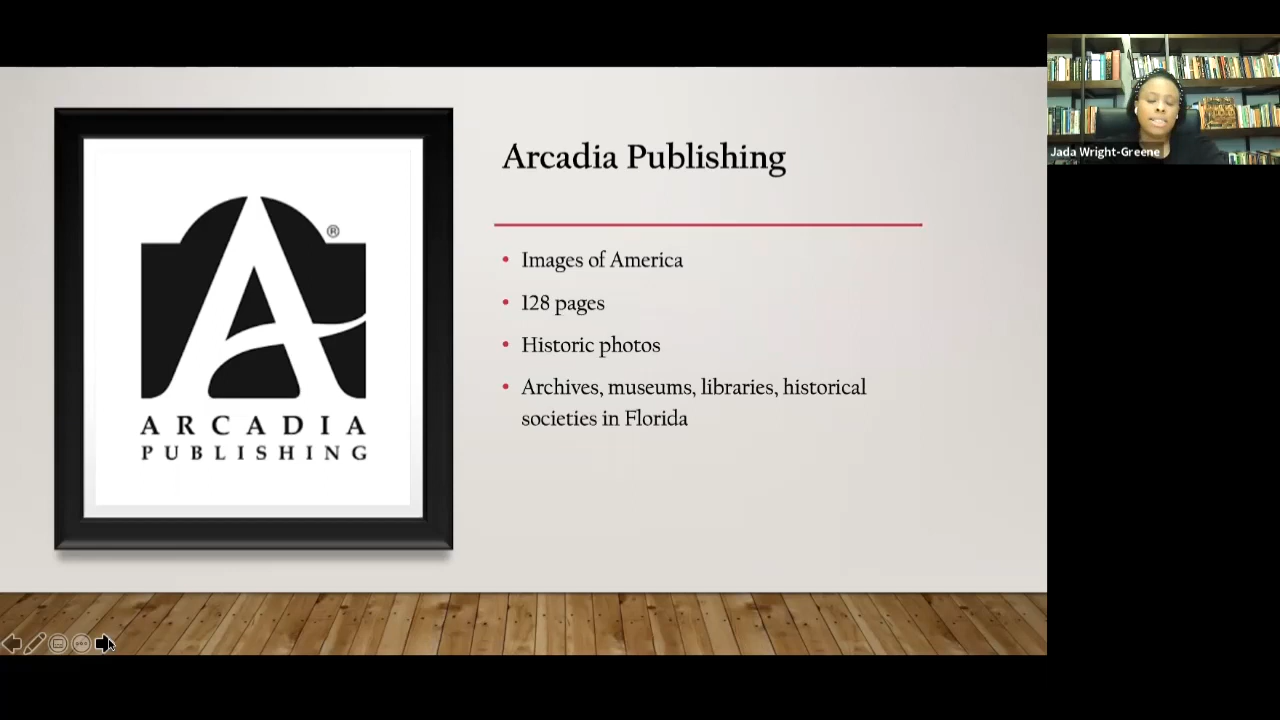 Arcadia Publishing
Images of America
128 pages
Historic photos
Archives, museums, libraries, historical
societies in Florida
®
ARCADIA
PUBLISHING
Jada Wright-Greene